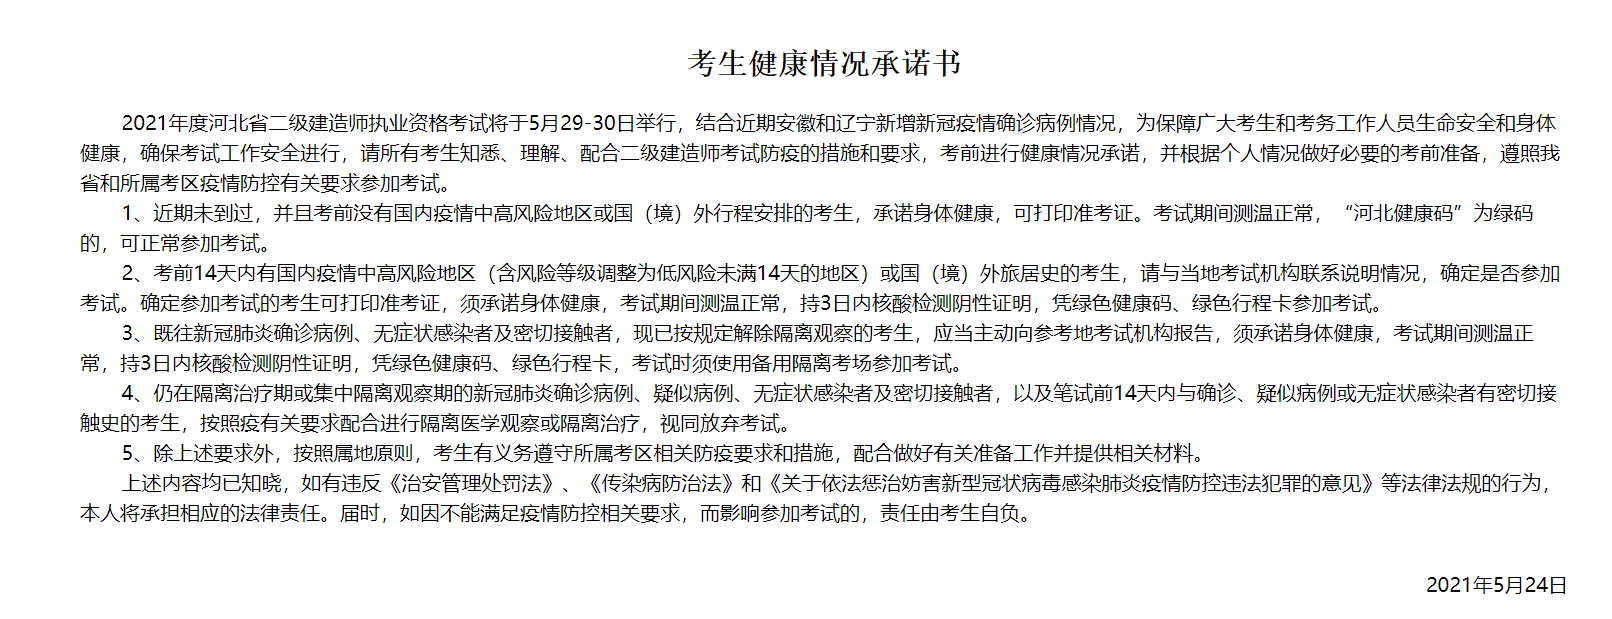 考生健康情况承诺书
2021年度河北省二级建造师执业资格考试将于5月29-30日举行，结合近期安徽和辽宁新增新冠疫情确诊病例情况，为保障广大考生和考务工作人员生命安全和身体
健康，确保考试工作安全进行，请所有考生知悉、理解、配合二级建造师考试防疫的措施和要求，考前进行健康情况承诺，并根据个人情况做好必要的考前准备，遵照我
省和所属考区疫情防控有关要求参加考试。
1、近期未到过，并且考前没有国内疫情中高风险地区或国（境）外行程安排的考生，承诺身体健康，可打印准考证。考试期间测温正常，“河北健康码”为绿码
的，可正常参加考试。
2、考前14天内有国内疫情中高风险地区（含风险等级调整为低风险未满14天的地区）或国（境）外旅居史的考生，请与当地考试机构联系说明情况，确定是否参加
考试。确定参加考试的考生可打印准考证，须承诺身体健康，考试期间测温正常，持3日内核酸检测阴性证明，凭绿色健康码、绿色行程卡参加考试。
3、既往新冠肺炎确诊病例、无症状感染者及密切接触者，现已按规定解除隔离观察的考生，应当主动向参考地考试机构报告，须承诺身体健康，考试期间测温正
常，持3日内核酸检测阴性证明，凭绿色健康码、绿色行程卡，考试时须使用备用隔离考场参加考试。
4、仍在隔离治疗期或集中隔离观察期的新冠肺炎确诊病例、疑似病例、无症状感染者及密切接触者，以及笔试前14天内与确诊、疑似病例或无症状感染者有密切接
触史的考生，按照疫有关要求配合进行隔离医学观察或隔离治疗，视同放弃考试。
5、除上述要求外，按照属地原则，考生有义务遵守所属考区相关防疫要求和措施，配合做好有关准备工作并提供相关材料。
上述内容均已知晓，如有违反《治安管理处罚法》、《传染病防治法》和《关于依法惩治妨害新型冠状病毒感染肺炎疫情防控违法犯罪的意见》等法律法规的行为，
本人将承担相应的法律责任。届时，如因不能满足疫情防控相关要求，而影响参加考试的，责任由考生自负。
2021年5月24日